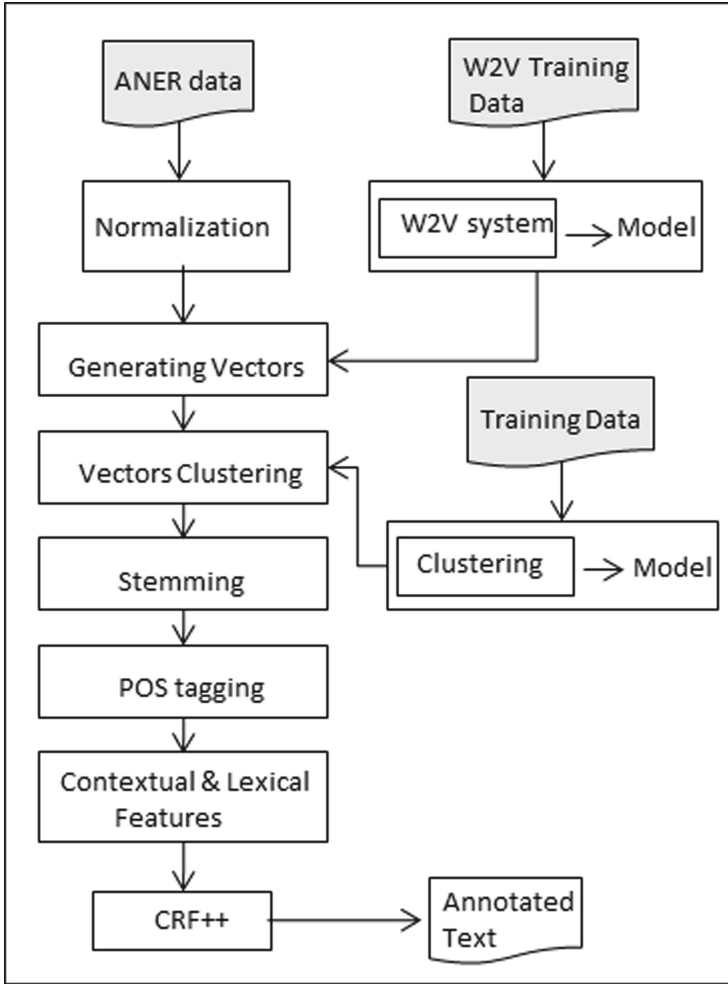 ANER data
W2V Training
Data
Normalization
W2V system
Model
Generating Vectors
Training Data
Vectors Clustering
Clustering
Model
Stemming
POS tagging
Contextual & Lexical
Features
CRF++
Annotated
Text